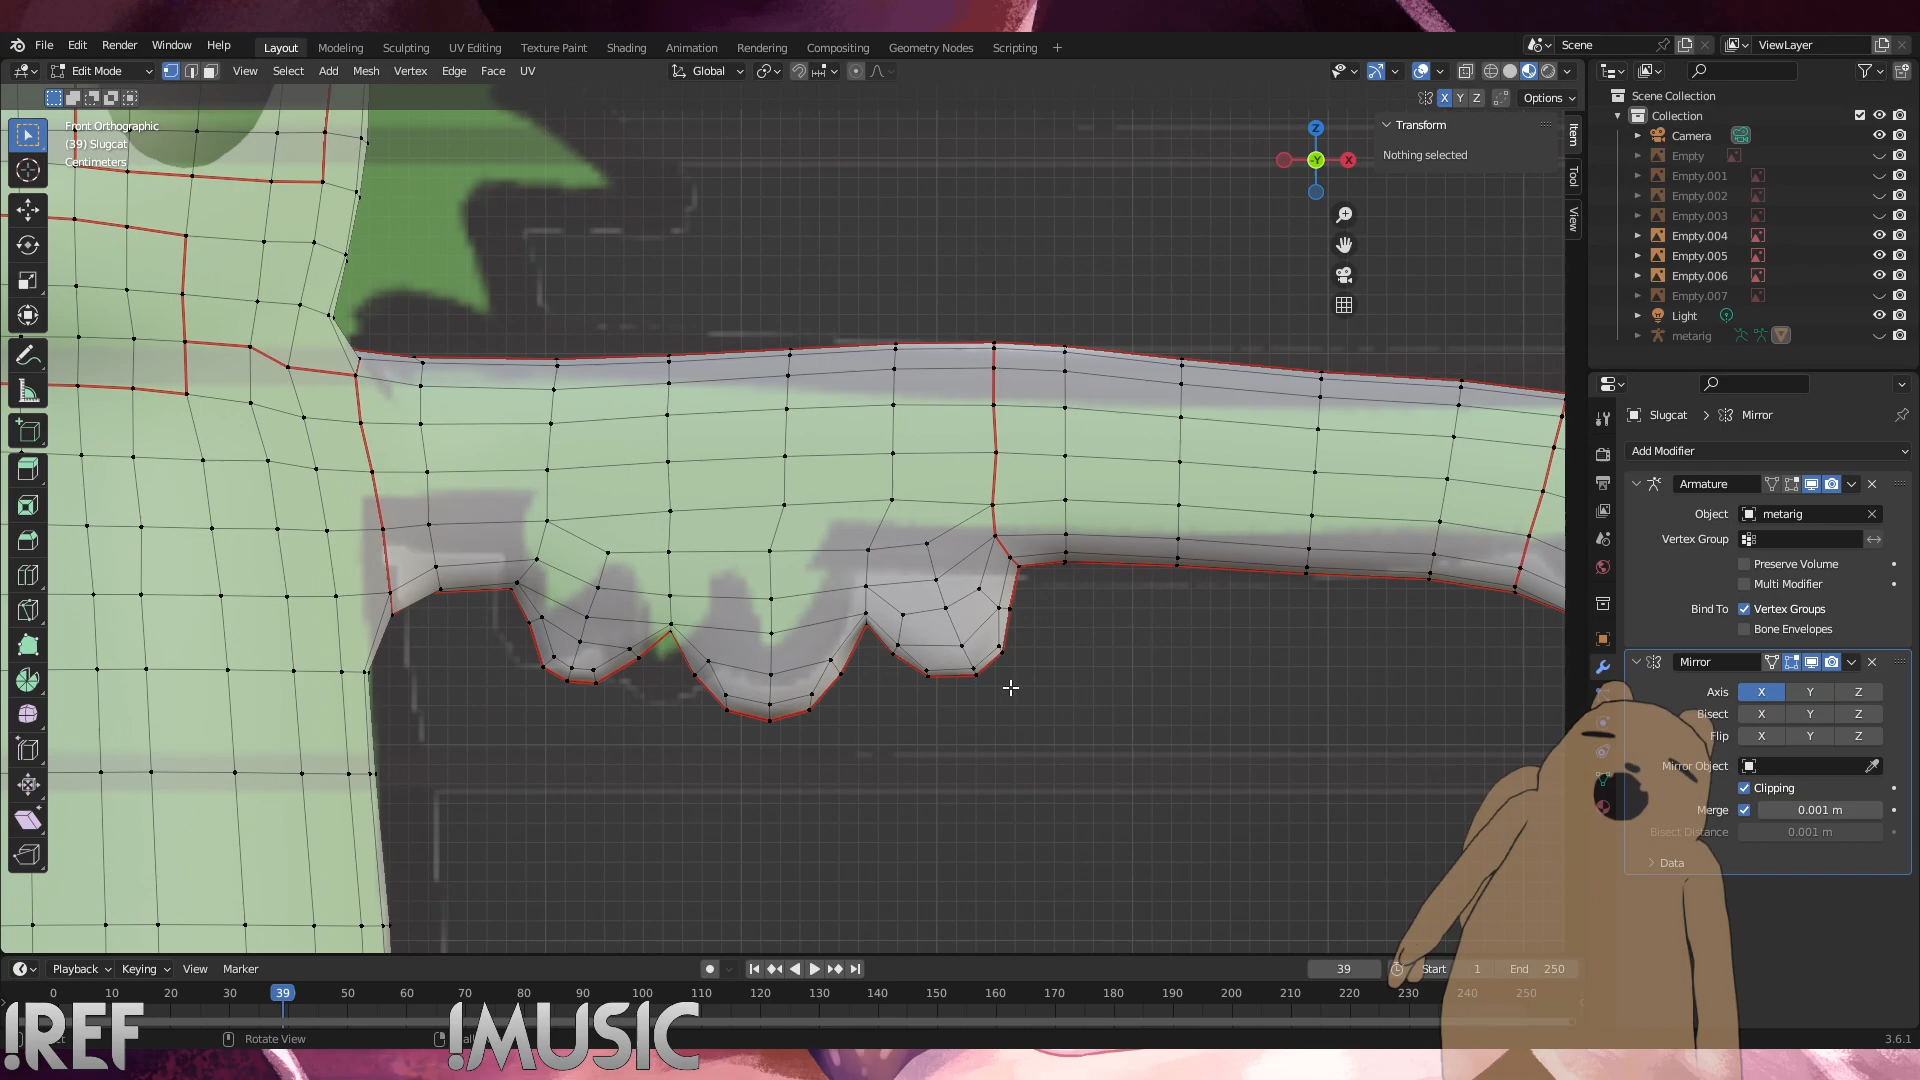 File Edit Render Window Help Layout Modeling Sculpting UV Editing Texture Paint Shading Animation Rendering Compositing Geometry Nodes Scripting + Scene ViewLayer
Edit Mode View Select Add Mesh Vertex Edge Face UV Global
X Y Z Options
Front Orthographic
(39) Slugcat
Centimeters
Transform
Nothing selected
Item
Tool
View
Z
-Y
X
Scene Collection
Collection
Camera
Empty
Empty.001
Empty.002
Empty.003
Empty.004
Empty.005
Empty.006
Empty.007
Light
metarig
Slugcat > Mirror
Add Modifier
Armature
Object metarig
Vertex Group
Preserve Volume
Multi Modifier
Bind To Vertex Groups
Bone Envelopes
Mirror
Axis X Y Z
Bisect X Y Z
Flip X Y Z
Mirror Object
Clipping
Merge 0.001 m
Bisect Distance 0.001 m
Data
Playback Keying View Marker 39 Start 1 End 250
0 10 20 30 39 50 60 70 80 90 100 110 120 130 140 150 160 170 180 190 200 210 220 230 240 250
Rotate View
3.6.1
!REF !MUSIC